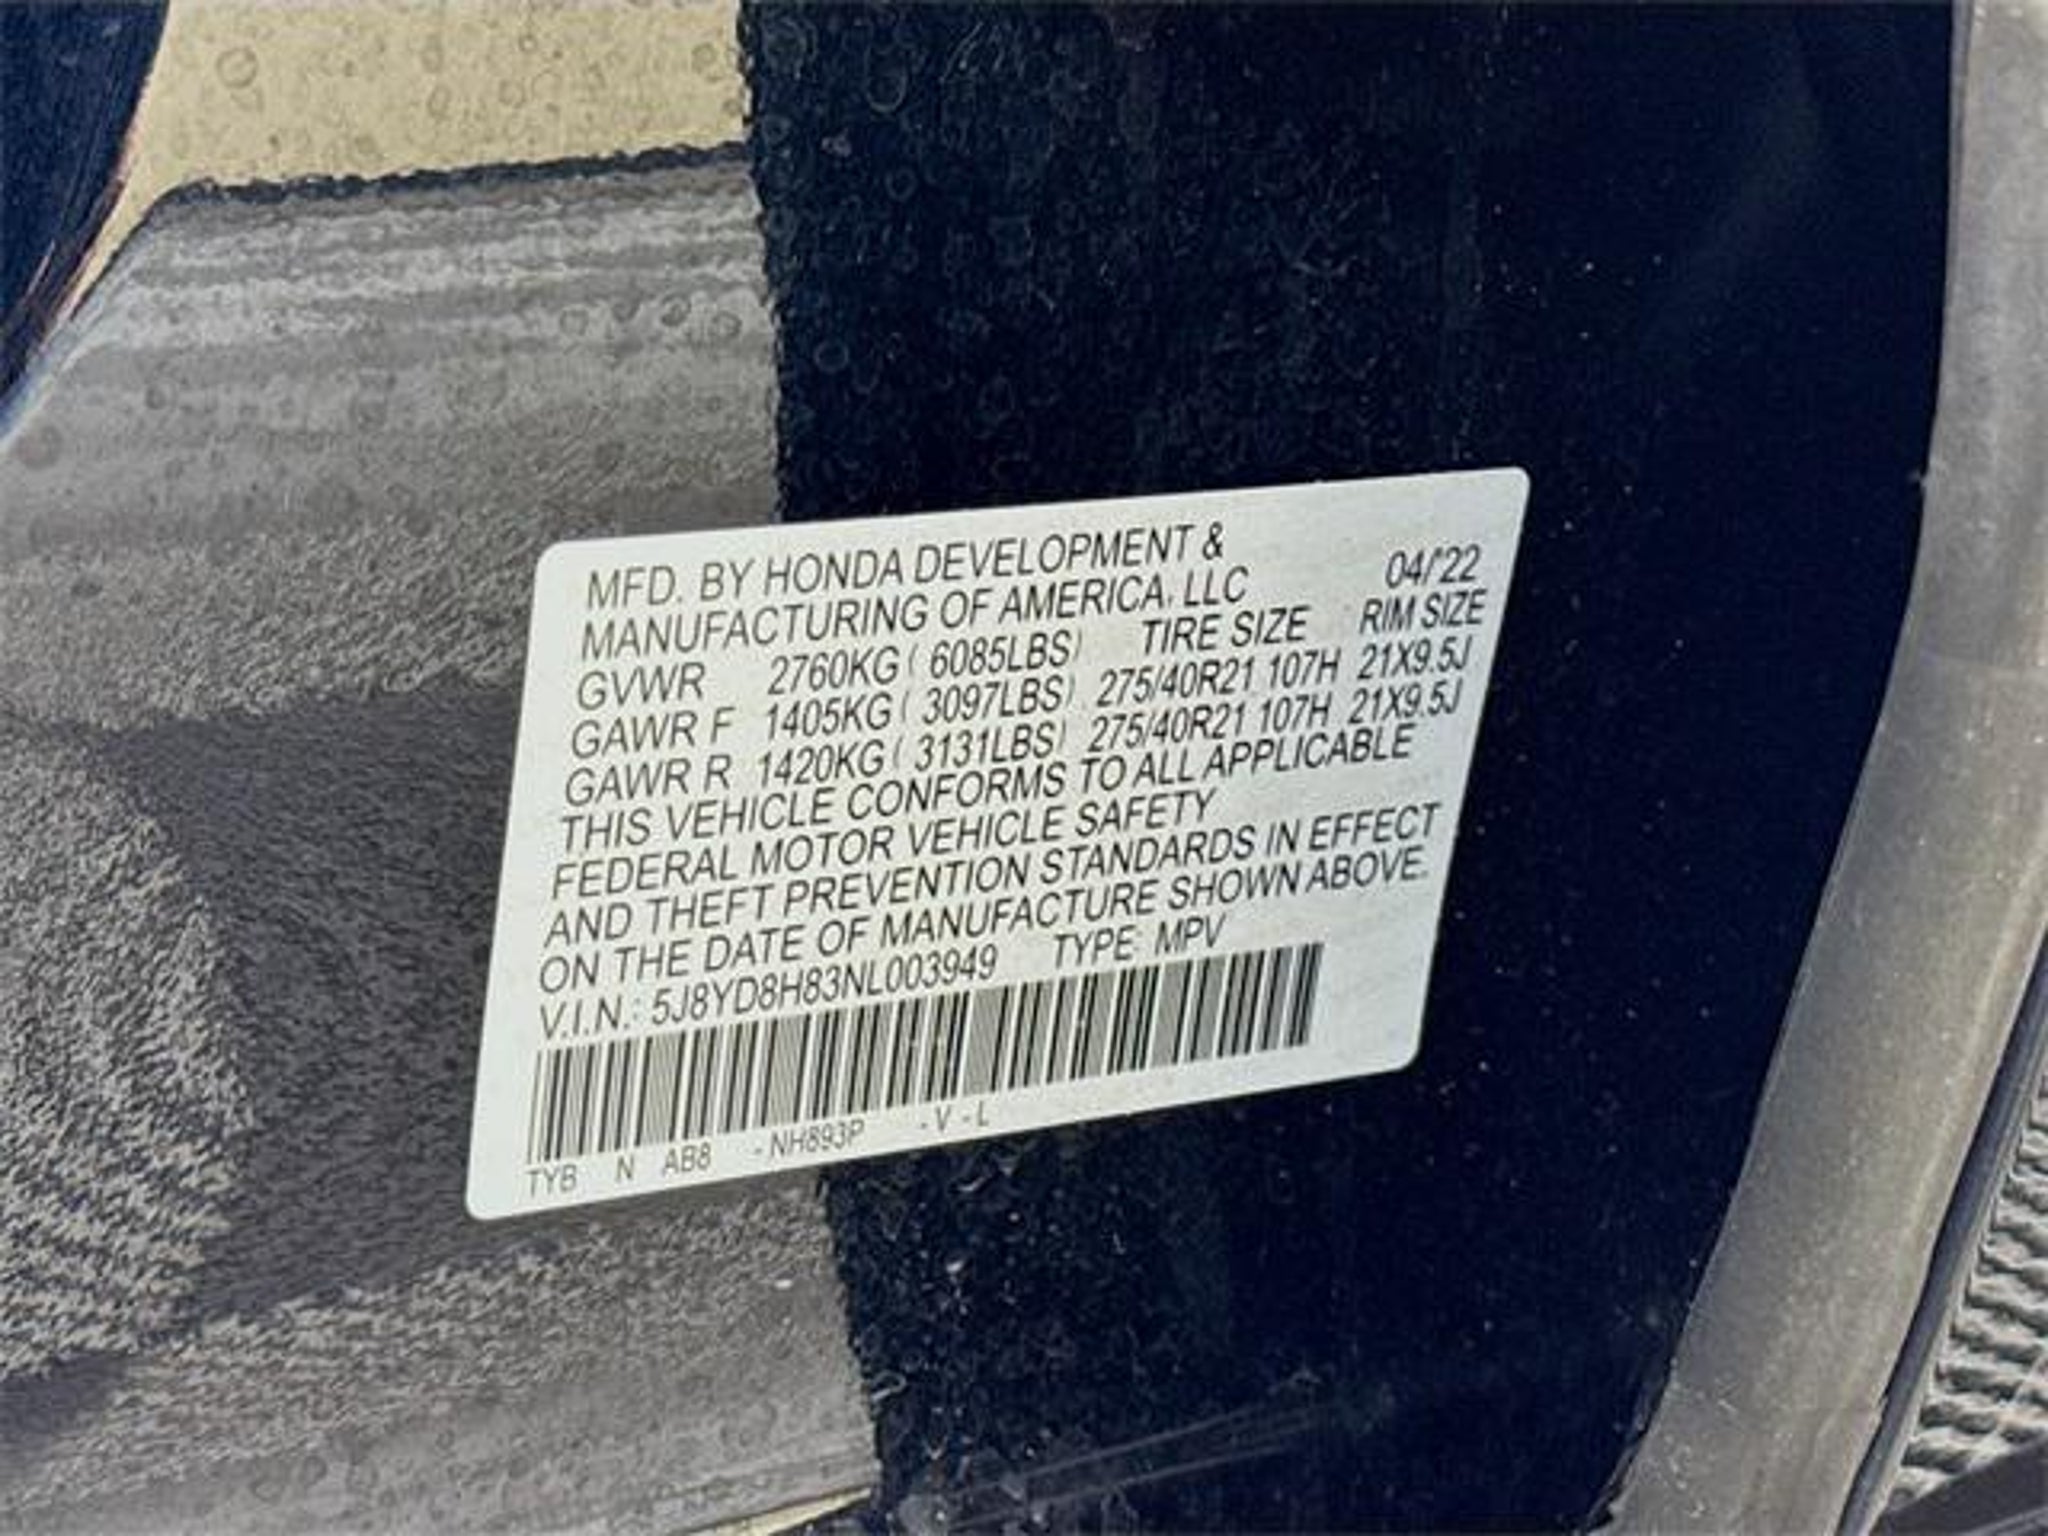 MFD. BY HONDA DEVELOPMENT &
MANUFACTURING OF AMERICA, LLC 04/'22
GVWR 2760KG ( 6085LBS) TIRE SIZE RIM SIZE
GAWR F 1405KG ( 3097LBS) 275/40R21 107H 21X9.5J
GAWR R 1420KG ( 3131LBS) 275/40R21 107H 21X9.5J
THIS VEHICLE CONFORMS TO ALL APPLICABLE
FEDERAL MOTOR VEHICLE SAFETY
AND THEFT PREVENTION STANDARDS IN EFFECT
ON THE DATE OF MANUFACTURE SHOWN ABOVE.
V.I.N.: 5J8YD8H83NL003949 TYPE: MPV
TYB N AB8 - NH893P - V - L